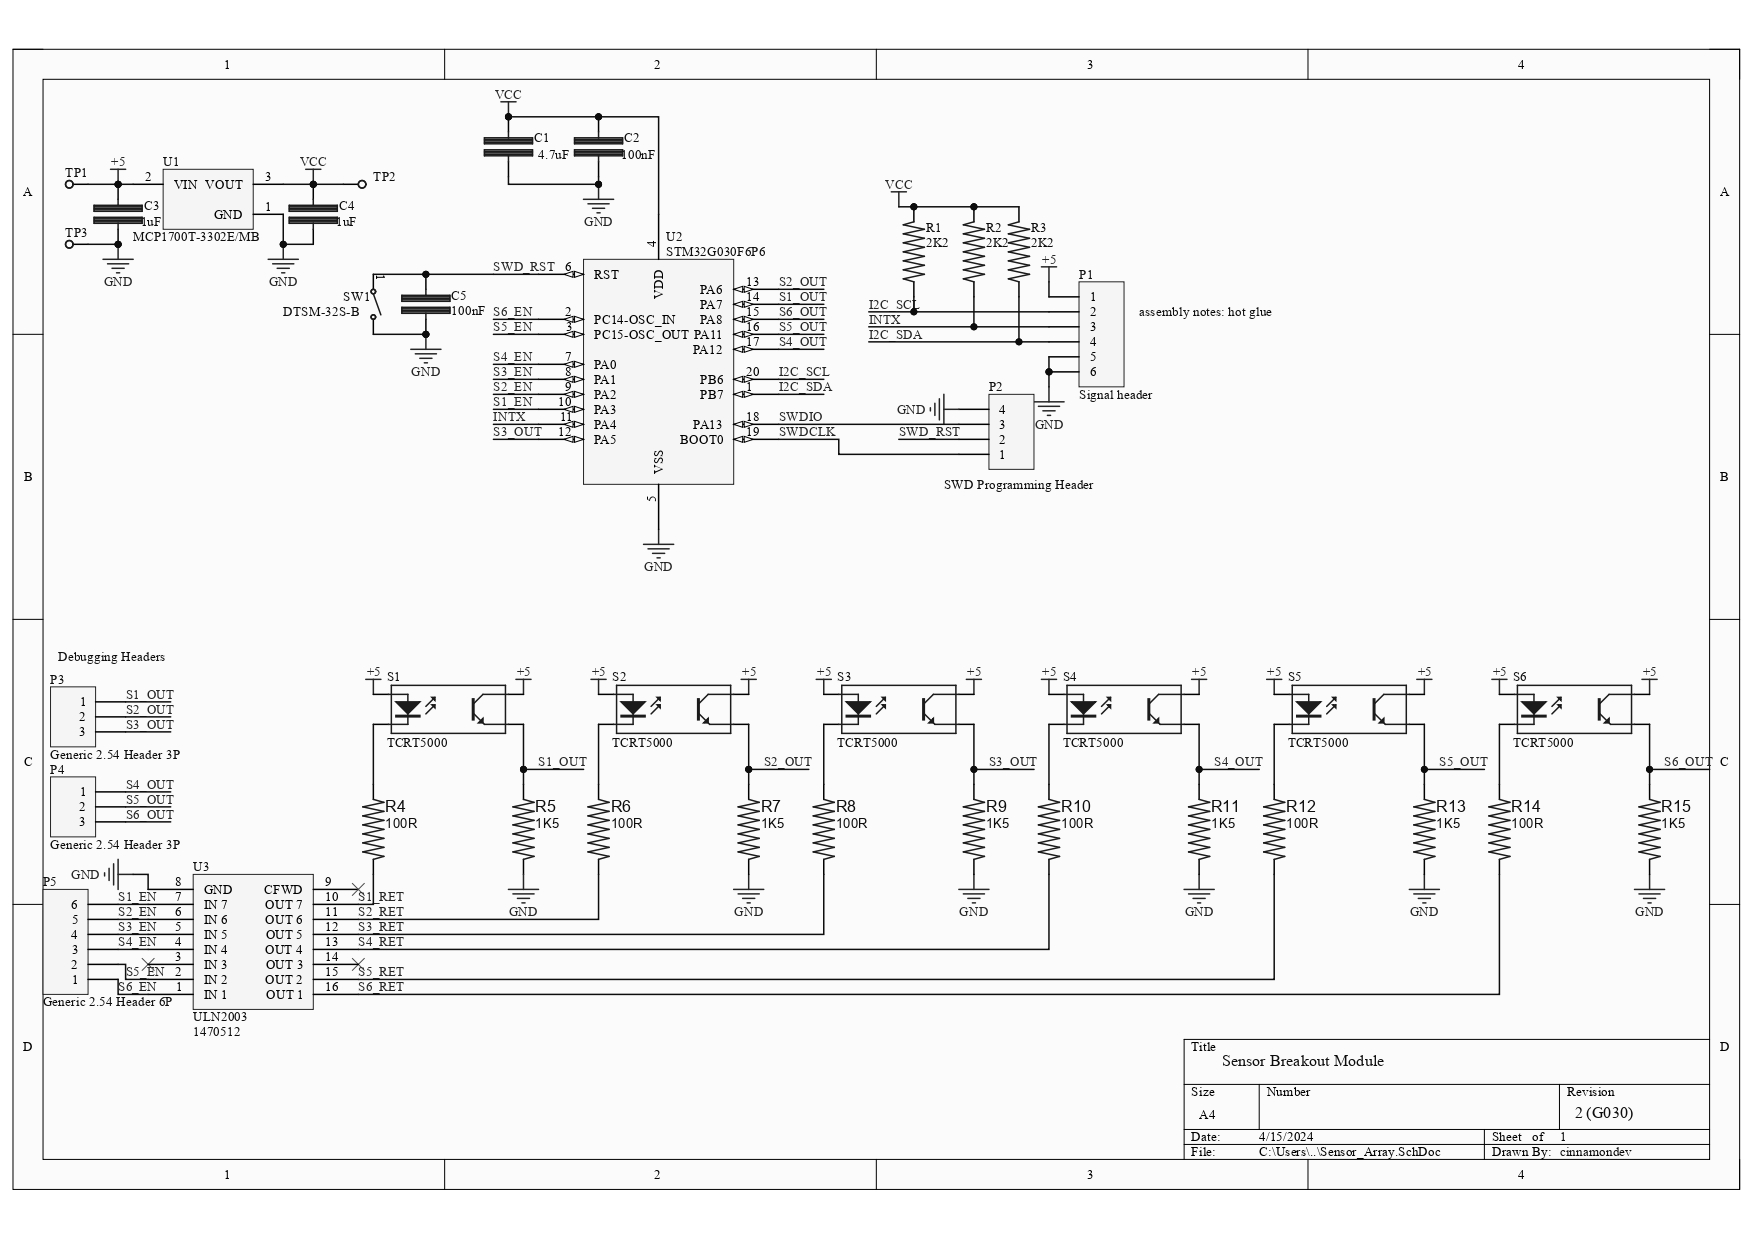 1 2 3 4
A
B
C
D
A
B
C
D
VCC
C1
4.7uF
C2
100nF
GND
TP1
+5
2
U1
VIN VOUT
GND
MCP1700T-3302E/MB
3
1
VCC
TP2
C3
1uF
C4
1uF
TP3
GND
GND
4
U2
STM32G030F6P6
SWD_RST 6
RST
VDD
1
SW1
DTSM-32S-B
C5
100nF
GND
S6_EN 2 PC14-OSC_IN
S5_EN 3 PC15-OSC_OUT
S4_EN 7 PA0
S3_EN 8 PA1
S2_EN 9 PA2
S1_EN 10 PA3
INTX 11 PA4
S3_OUT 12 PA5
PA6 13 S2_OUT
PA7 14 S1_OUT
PA8 15 S6_OUT
PA11 16 S5_OUT
PA12 17 S4_OUT
PB6 20 I2C_SCL
PB7 1 I2C_SDA
PA13 18 SWDIO
BOOT0 19 SWDCLK
VSS
5
GND
VCC
R1
2K2
R2
2K2
R3
2K2
+5
P1
1
2
3
4
5
6
I2C_SCL
INTX
I2C_SDA
assembly notes: hot glue
Signal header
GND
P2
GND
4
3
2
1
SWD_RST
SWD Programming Header
Debugging Headers
P3
1 S1_OUT
2 S2_OUT
3 S3_OUT
Generic 2.54 Header 3P
P4
1 S4_OUT
2 S5_OUT
3 S6_OUT
Generic 2.54 Header 3P
+5 S1 +5
TCRT5000
S1_OUT
R4
100R
R5
1K5
GND
+5 S2 +5
TCRT5000
S2_OUT
R6
100R
R7
1K5
GND
+5 S3 +5
TCRT5000
S3_OUT
R8
100R
R9
1K5
GND
+5 S4 +5
TCRT5000
S4_OUT
R10
100R
R11
1K5
GND
+5 S5 +5
TCRT5000
S5_OUT
R12
100R
R13
1K5
GND
+5 S6 +5
TCRT5000
S6_OUT
R14
100R
R15
1K5
GND
GND
U3
P5
8 GND CFWD 9
6 S1_EN 7 IN 7 OUT 7 10 S1_RET
5 S2_EN 6 IN 6 OUT 6 11 S2_RET
4 S3_EN 5 IN 5 OUT 5 12 S3_RET
3 S4_EN 4 IN 4 OUT 4 13 S4_RET
2 3 IN 3 OUT 3 14
1 S5_EN 2 IN 2 OUT 2 15 S5_RET
S6_EN 1 IN 1 OUT 1 16 S6_RET
Generic 2.54 Header 6P
ULN2003
1470512
Title
Sensor Breakout Module
Size Number Revision
A4 2 (G030)
Date: 4/15/2024 Sheet of 1
File: C:\Users\..\Sensor_Array.SchDoc Drawn By: cinnamondev
1 2 3 4